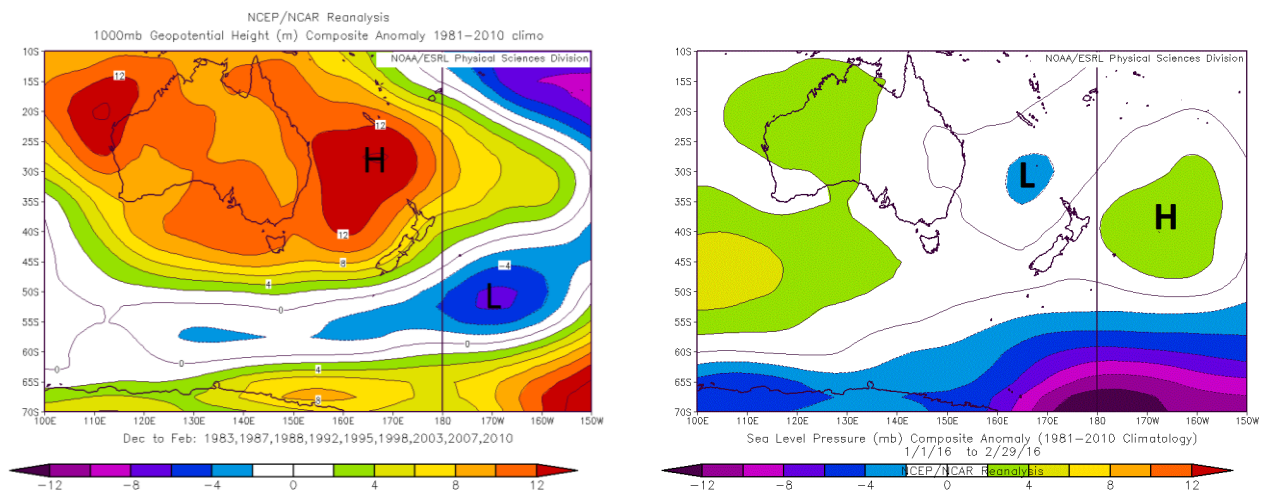 NCEP/NCAR Reanalysis
1000mb Geopotential Height (m) Composite Anomaly 1981-2010 climo
NOAA/ESRL Physical Sciences Division
10S
15S
20S
25S
30S
35S
40S
45S
50S
55S
60S
65S
70S
12
12
H
12
8
4
-4
L
0
0
0
4
8
100E 110E 120E 130E 140E 150E 160E 170E 180 170W 160W 150W
Dec to Feb: 1983,1987,1988,1992,1995,1998,2003,2007,2010
-12 -8 -4 0 4 8 12
NOAA/ESRL Physical Sciences Division
10S
15S
20S
25S
30S
35S
40S
45S
50S
55S
60S
65S
70S
L
H
100E 110E 120E 130E 140E 150E 160E 170E 180 170W 160W 150W
Sea Level Pressure (mb) Composite Anomaly (1981-2010 Climatology)
1/1/16 to 2/29/16
NCEP/NCAR Reanalysis
-12 -8 -4 0 4 8 12